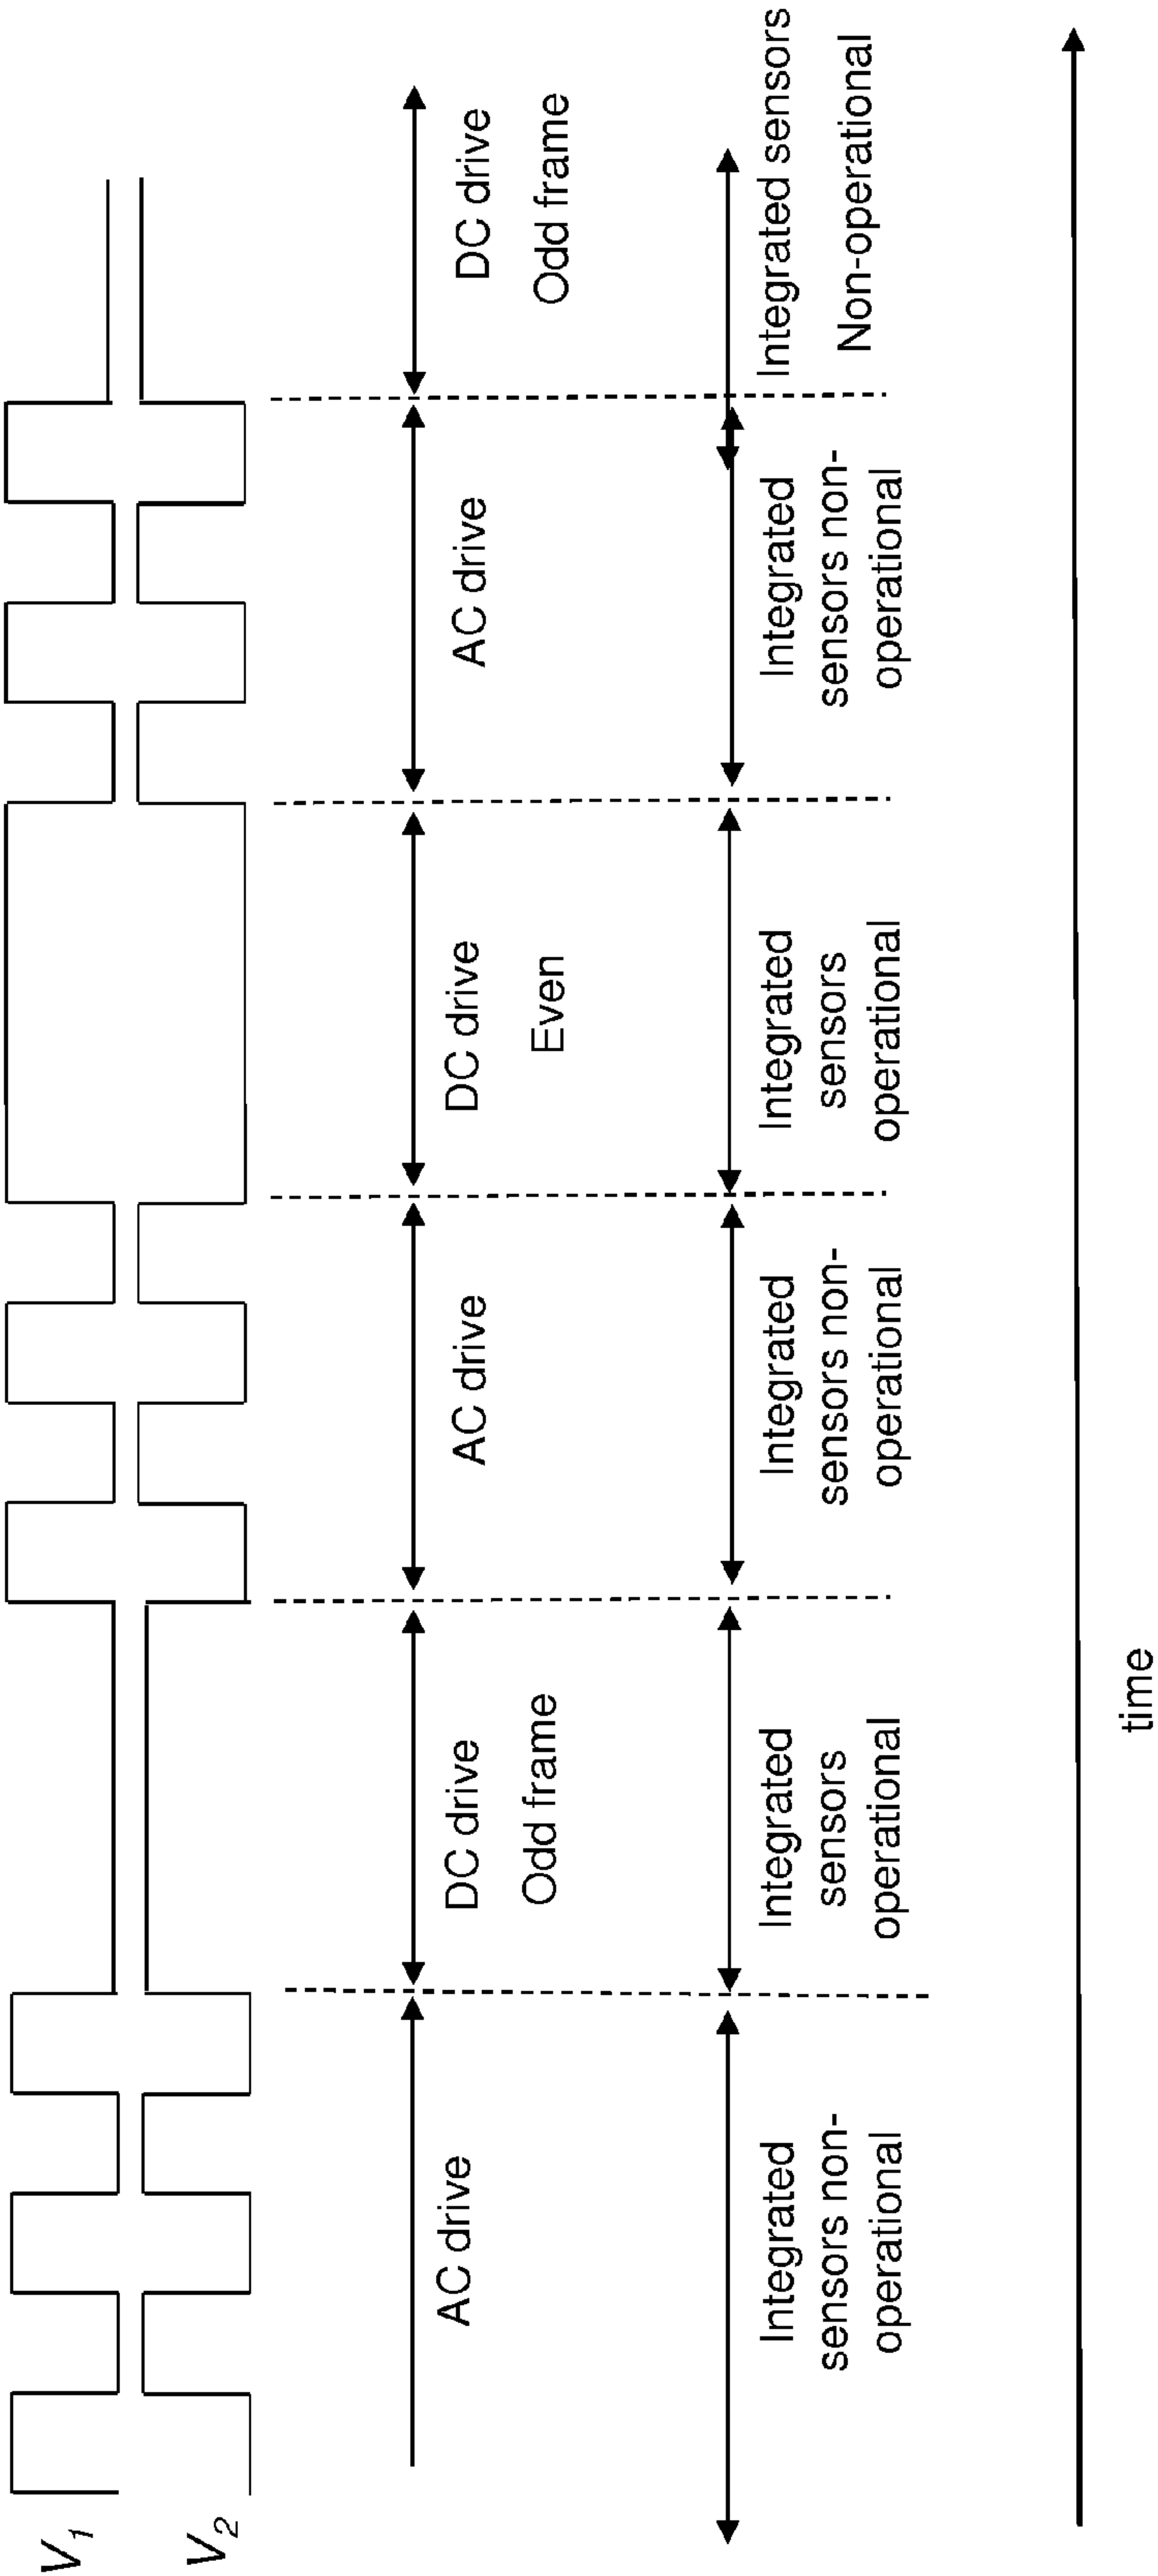 V1
V2
AC drive
DC drive
Odd frame
AC drive
DC drive
Even
AC drive
DC drive
Odd frame
Integrated
sensors non-
operational
Integrated
sensors
operational
Integrated
sensors non-
operational
Integrated
sensors
operational
Integrated
sensors non-
operational
Integrated sensors
Non-operational
time